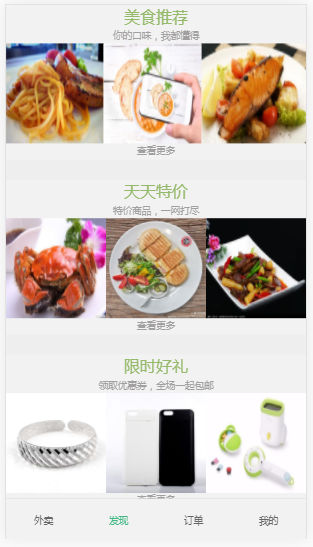 美食推荐
你的口味，我都懂得
查看更多
天天特价
特价商品，一网打尽
查看更多
限时好礼
领取优惠券，全场一起包邮
查看更多
外卖 发现 订单 我的